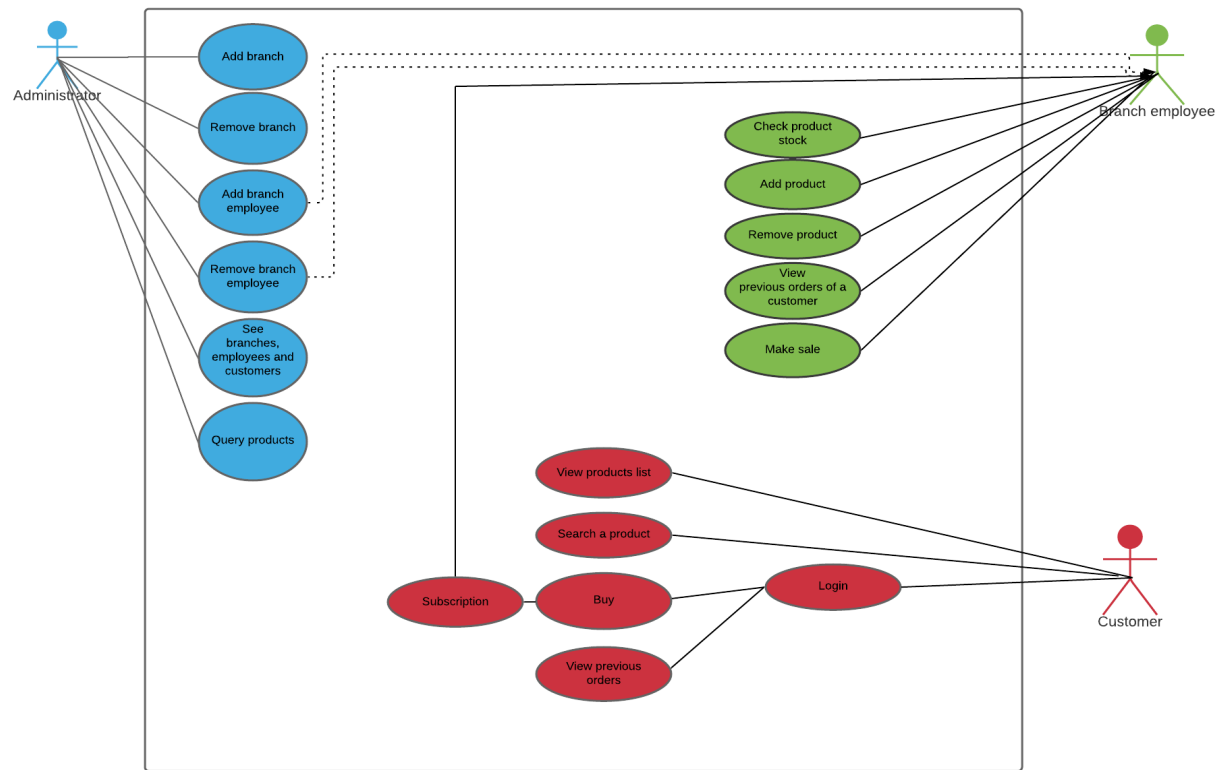 Administrator
Add branch
Remove branch
Add branch
employee
Remove branch
employee
See
branches,
employees and
customers
Query products
Branch employee
Check product
stock
Add product
Remove product
View
previous orders of a
customer
Make sale
View products list
Search a product
Subscription
Buy
Login
View previous
orders
Customer